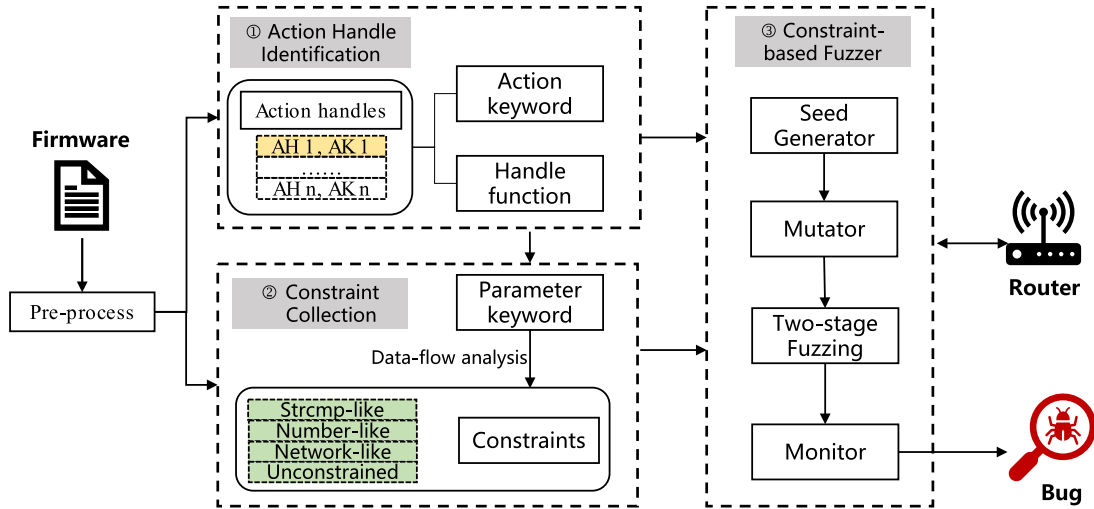 Firmware
Pre-process
① Action Handle
Identification
Action handles
AH 1, AK 1
......
AH n, AK n
Action
keyword
Handle
function
② Constraint
Collection
Parameter
keyword
Data-flow analysis
Strcmp-like
Number-like
Network-like
Unconstrained
Constraints
③ Constraint-
based Fuzzer
Seed
Generator
Mutator
Two-stage
Fuzzing
Monitor
Router
Bug